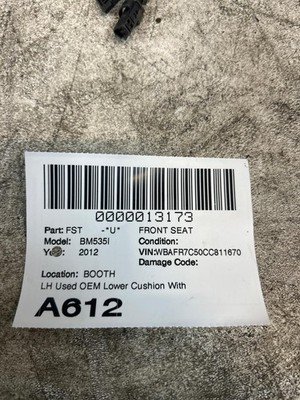 0000013173
Part: FST -"U" FRONT SEAT
Model: BM535I Condition:
2012 VIN:WBAFR7C50CC811670
Damage Code:
Location: BOOTH
LH Used OEM Lower Cushion With
A612